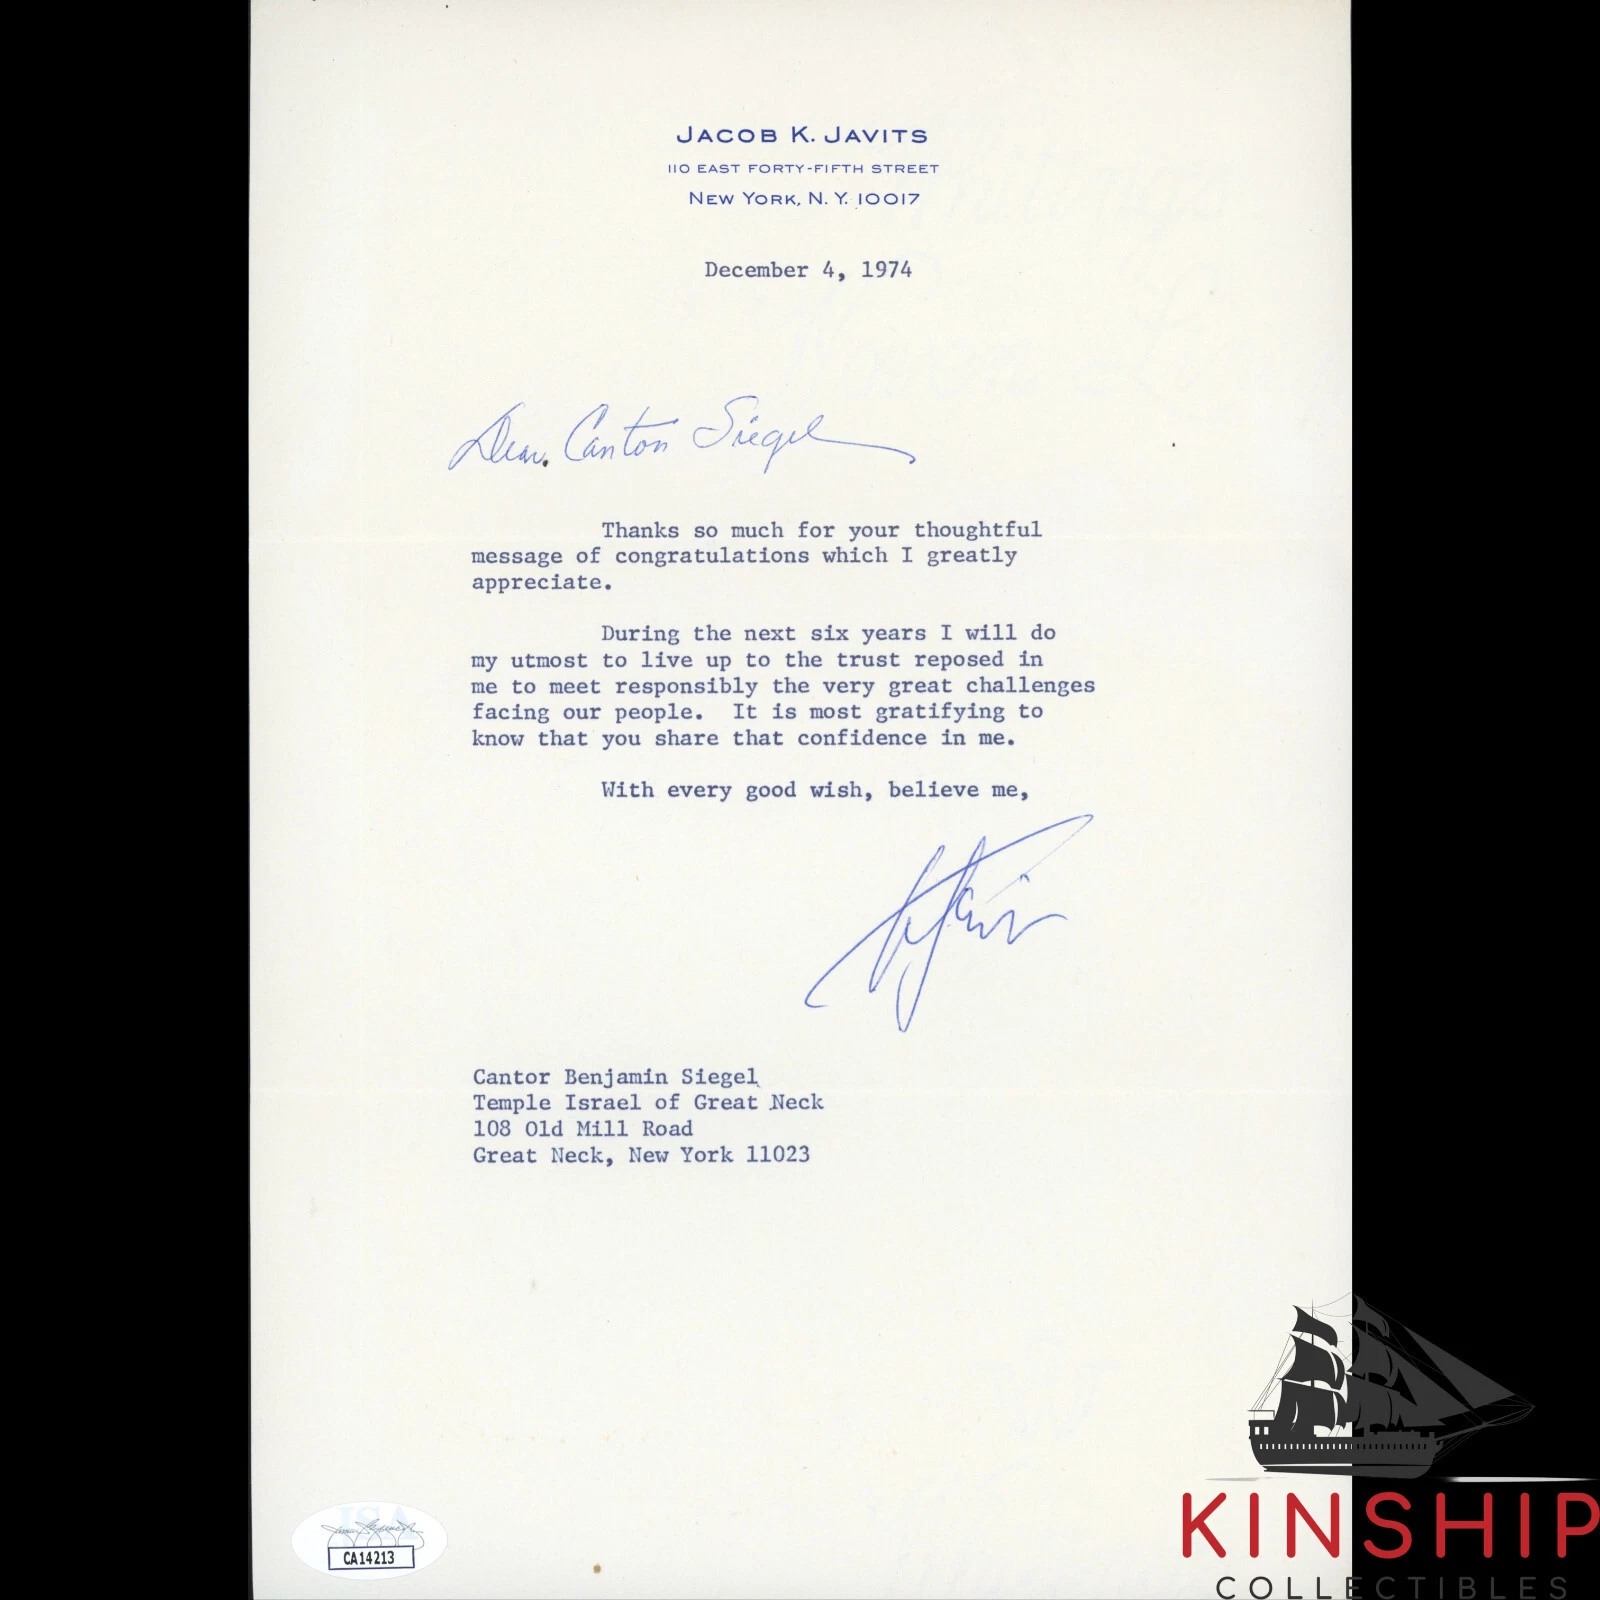 JACOB K. JAVITS
110 EAST FORTY-FIFTH STREET
NEW YORK, N. Y. 10017
December 4, 1974
Dear Cantor Siegel
Thanks so much for your thoughtful
message of congratulations which I greatly
appreciate.
During the next six years I will do
my utmost to live up to the trust reposed in
me to meet responsibly the very great challenges
facing our people. It is most gratifying to
know that you share that confidence in me.
With every good wish, believe me,
Cantor Benjamin Siegel
Temple Israel of Great Neck
108 Old Mill Road
Great Neck, New York 11023
JSA
CA14213
KINSHIP
COLLECTIBLES